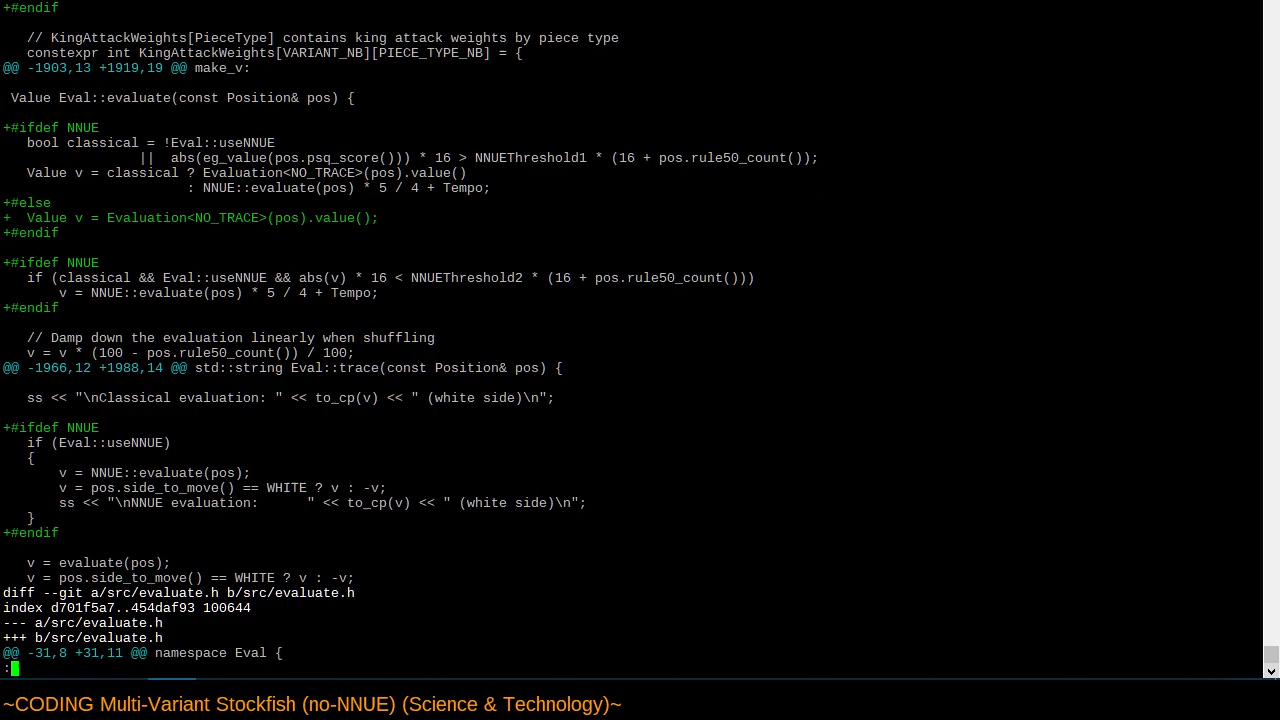 +#endif
// KingAttackWeights[PieceType] contains king attack weights by piece type
constexpr int KingAttackWeights[VARIANT_NB][PIECE_TYPE_NB] = {
@@ -1903,13 +1919,19 @@ make_v:
Value Eval::evaluate(const Position& pos) {
+#ifdef NNUE
bool classical = !Eval::useNNUE
|| abs(eg_value(pos.psq_score())) * 16 > NNUEThreshold1 * (16 + pos.rule50_count());
Value v = classical ? Evaluation<NO_TRACE>(pos).value()
: NNUE::evaluate(pos) * 5 / 4 + Tempo;
+#else
+  Value v = Evaluation<NO_TRACE>(pos).value();
+#endif
+#ifdef NNUE
if (classical && Eval::useNNUE && abs(v) * 16 < NNUEThreshold2 * (16 + pos.rule50_count()))
v = NNUE::evaluate(pos) * 5 / 4 + Tempo;
+#endif
// Damp down the evaluation linearly when shuffling
v = v * (100 - pos.rule50_count()) / 100;
@@ -1966,12 +1988,14 @@ std::string Eval::trace(const Position& pos) {
ss << "\nClassical evaluation: " << to_cp(v) << " (white side)\n";
+#ifdef NNUE
if (Eval::useNNUE)
{
v = NNUE::evaluate(pos);
v = pos.side_to_move() == WHITE ? v : -v;
ss << "\nNNUE evaluation:      " << to_cp(v) << " (white side)\n";
}
+#endif
v = evaluate(pos);
v = pos.side_to_move() == WHITE ? v : -v;
diff --git a/src/evaluate.h b/src/evaluate.h
index d701f5a7..454daf93 100644
--- a/src/evaluate.h
+++ b/src/evaluate.h
@@ -31,8 +31,11 @@ namespace Eval {
:
~CODING Multi-Variant Stockfish (no-NNUE) (Science & Technology)~